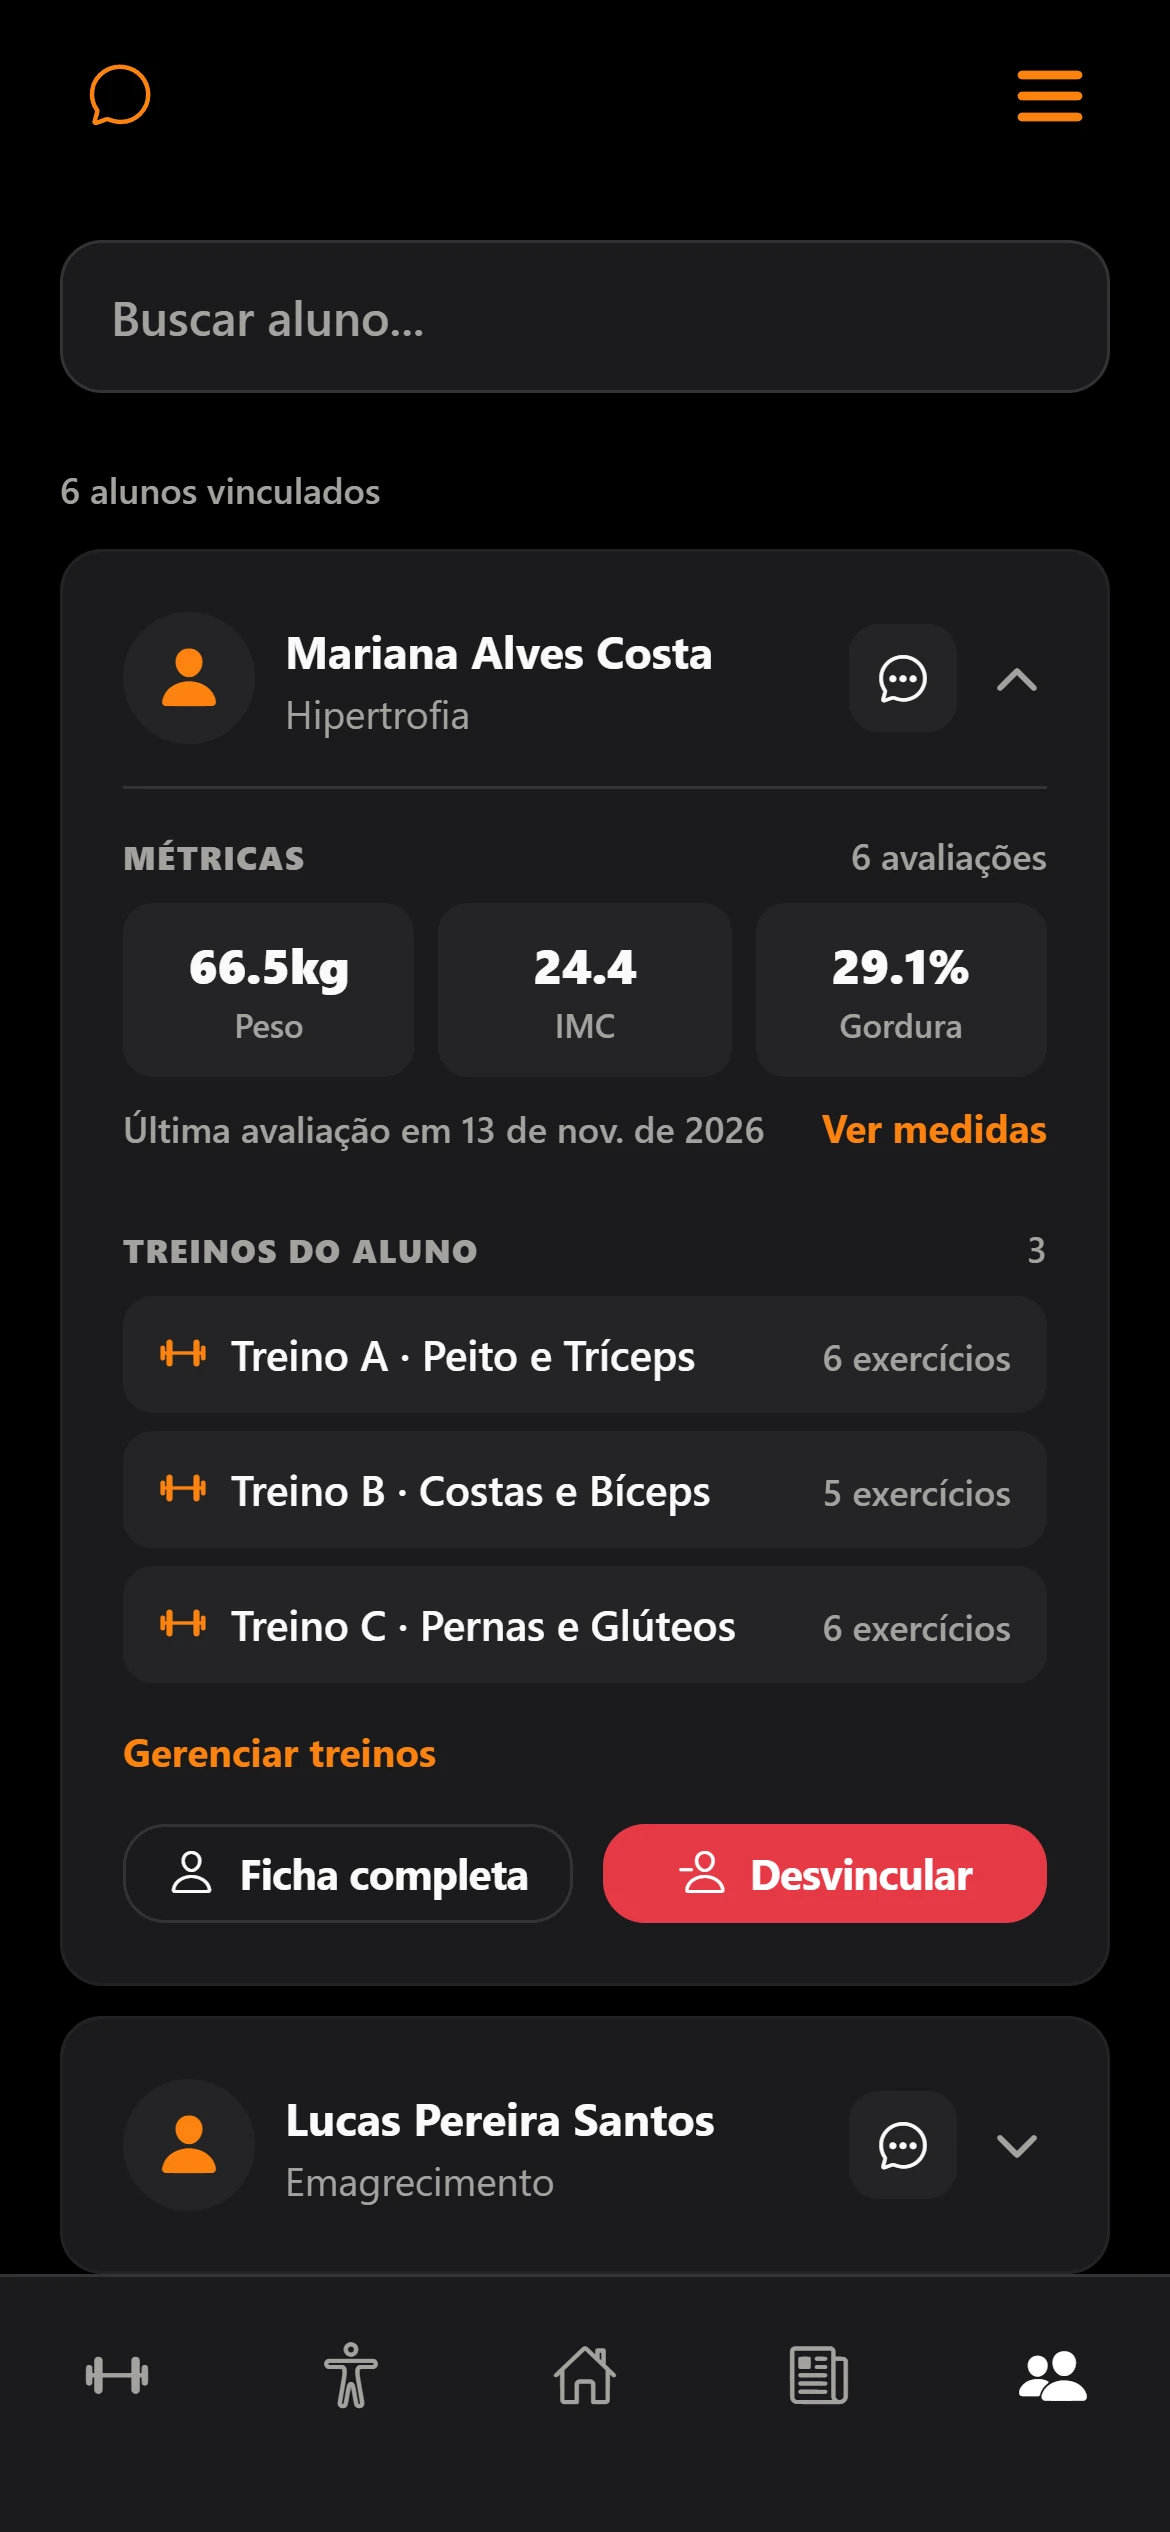 Buscar aluno...
6 alunos vinculados
Mariana Alves Costa
Hipertrofia
MÉTRICAS
6 avaliações
66.5kg
Peso
24.4
IMC
29.1%
Gordura
Última avaliação em 13 de nov. de 2026
Ver medidas
TREINOS DO ALUNO
3
Treino A · Peito e Tríceps
6 exercícios
Treino B · Costas e Bíceps
5 exercícios
Treino C · Pernas e Glúteos
6 exercícios
Gerenciar treinos
Ficha completa
Desvincular
Lucas Pereira Santos
Emagrecimento